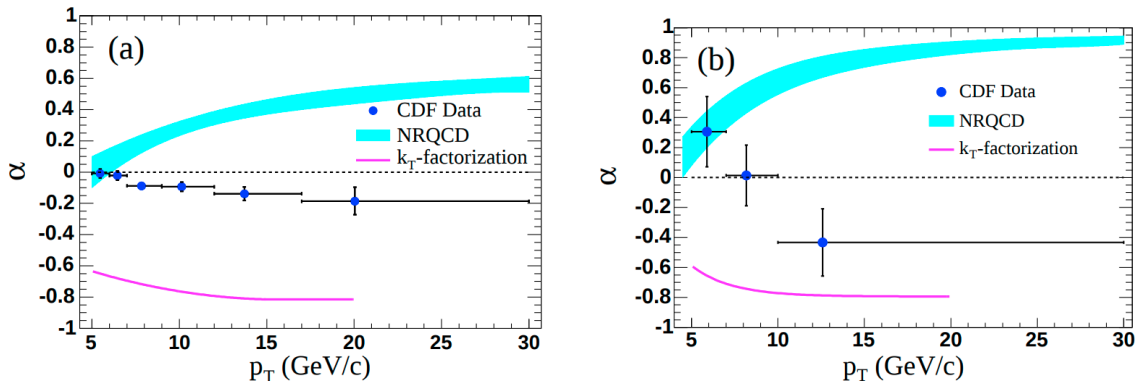 (a)
1
0.8
0.6
0.4
0.2
0
-0.2
-0.4
-0.6
-0.8
-1
α
CDF Data
NRQCD
kT-factorization
5 10 15 20 25 30
pT (GeV/c)
(b)
1
0.8
0.6
0.4
0.2
0
-0.2
-0.4
-0.6
-0.8
-1
α
CDF Data
NRQCD
kT-factorization
5 10 15 20 25 30
pT (GeV/c)